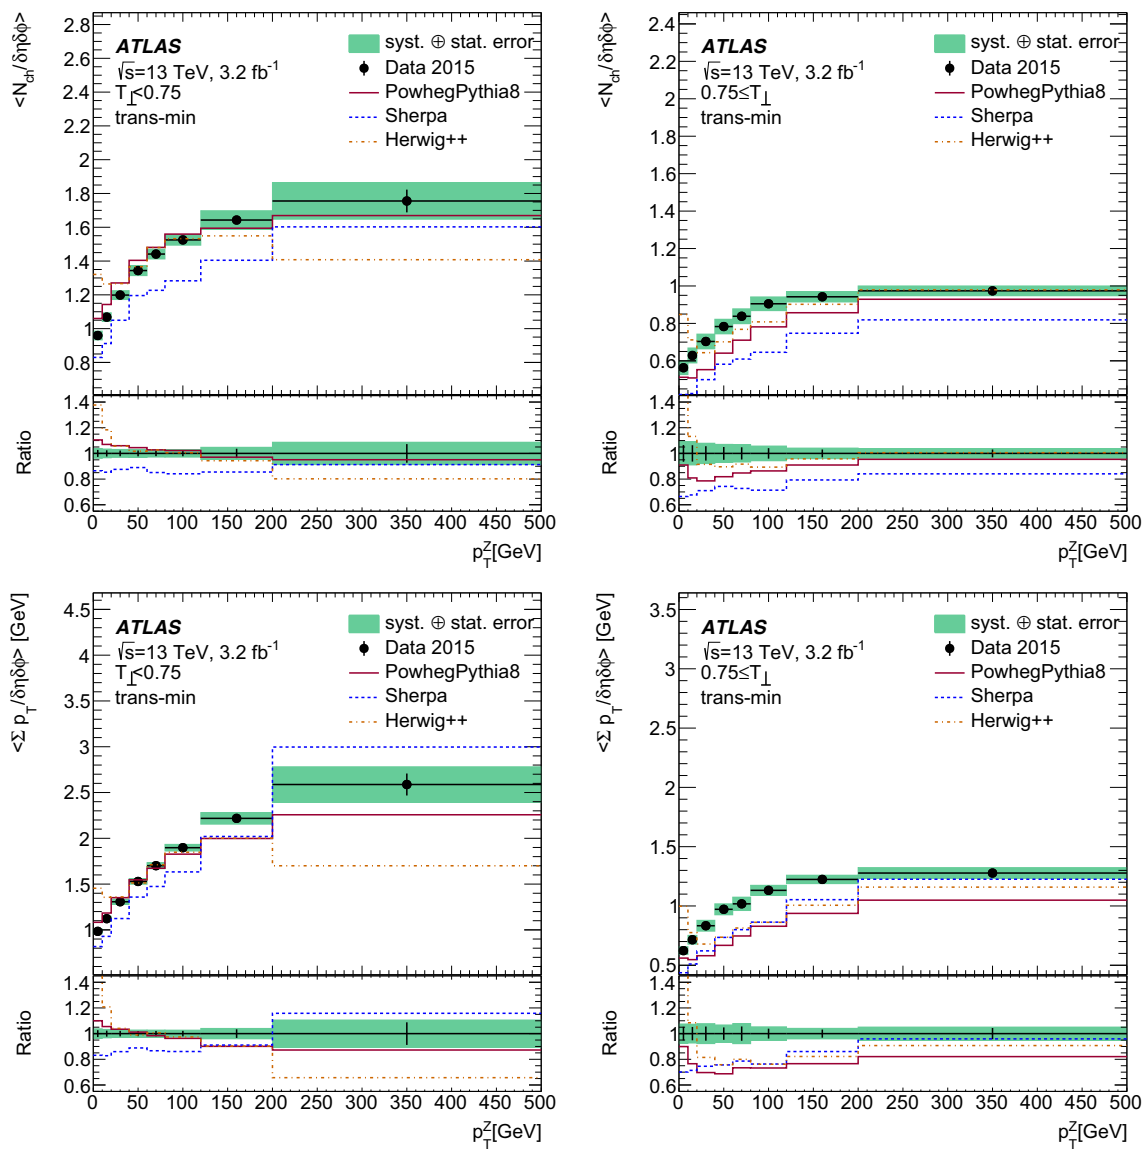 <N_ch/δηδϕ>
2.8
2.6
2.4
2.2
2
1.8
1.6
1.4
1.2
1
0.8
ATLAS
√s=13 TeV, 3.2 fb⁻¹
T⊥<0.75
trans-min
syst. ⊕ stat. error
Data 2015
PowhegPythia8
Sherpa
Herwig++
Ratio
1.4
1.2
1
0.8
0.6
0 50 100 150 200 250 300 350 400 450 500
p_T^Z[GeV]
<N_ch/δηδϕ>
2.4
2.2
2
1.8
1.6
1.4
1.2
1
0.8
0.6
ATLAS
√s=13 TeV, 3.2 fb⁻¹
0.75≤T⊥
trans-min
syst. ⊕ stat. error
Data 2015
PowhegPythia8
Sherpa
Herwig++
Ratio
1.4
1.2
1
0.8
0.6
0 50 100 150 200 250 300 350 400 450 500
p_T^Z[GeV]
<Σ p_T/δηδϕ> [GeV]
4.5
4
3.5
3
2.5
2
1.5
1
ATLAS
√s=13 TeV, 3.2 fb⁻¹
T⊥<0.75
trans-min
syst. ⊕ stat. error
Data 2015
PowhegPythia8
Sherpa
Herwig++
Ratio
1.4
1.2
1
0.8
0.6
0 50 100 150 200 250 300 350 400 450 500
p_T^Z[GeV]
<Σ p_T/δηδϕ> [GeV]
3.5
3
2.5
2
1.5
1
0.5
ATLAS
√s=13 TeV, 3.2 fb⁻¹
0.75≤T⊥
trans-min
syst. ⊕ stat. error
Data 2015
PowhegPythia8
Sherpa
Herwig++
Ratio
1.4
1.2
1
0.8
0.6
0 50 100 150 200 250 300 350 400 450 500
p_T^Z[GeV]